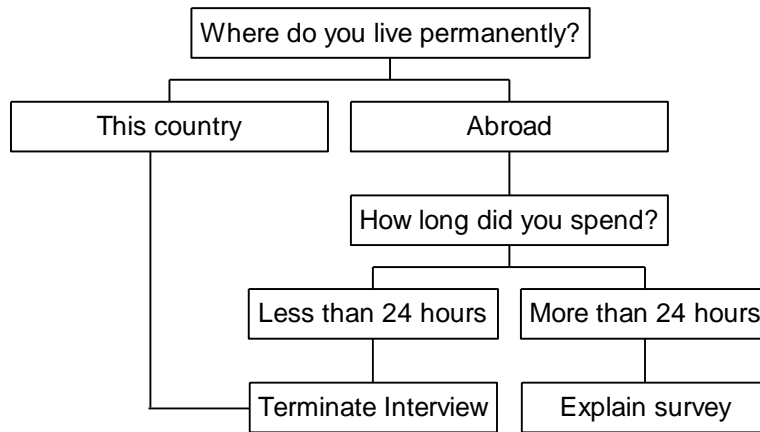 Where do you live permanently?
This country
Abroad
How long did you spend?
Less than 24 hours
More than 24 hours
Terminate Interview
Explain survey